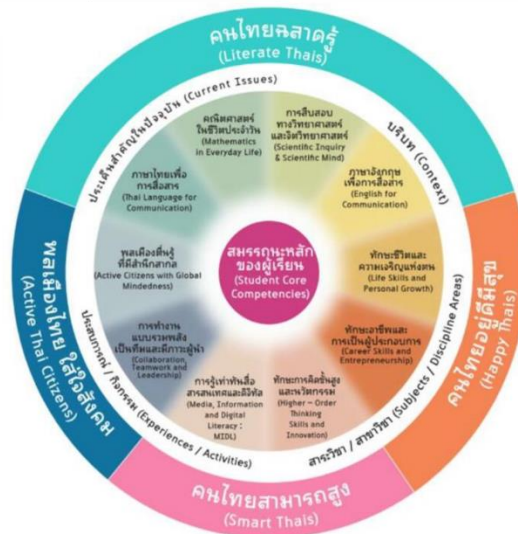 คนไทยฉลาดรู้
(Literate Thais)
ประเด็นสำคัญในปัจจุบัน (Current Issues)
บริบท (Context)
คณิตศาสตร์
ในชีวิตประจำวัน
(Mathematics
in Everyday Life)
การสืบสอบ
ทางวิทยาศาสตร์
และจิตวิทยาศาสตร์
(Scientific Inquiry
& Scientific Mind)
ภาษาไทยเพื่อ
การสื่อสาร
(Thai Language for
Communication)
ภาษาอังกฤษ
เพื่อการสื่อสาร
(English for
Communication)
พลเมืองตื่นรู้
ที่มีสำนึกสากล
(Active Citizens with Global
Mindedness)
สมรรถนะหลัก
ของผู้เรียน
(Student Core
Competencies)
ทักษะชีวิตและ
ความเจริญแห่งตน
(Life Skills and
Personal Growth)
การทำงาน
แบบรวมพลัง
เป็นทีมและมีภาวะผู้นำ
(Collaboration,
Teamwork and
Leadership)
ทักษะอาชีพและ
การเป็นผู้ประกอบการ
(Career Skills and
Entrepreneurship)
การรู้เท่าทันสื่อ
สารสนเทศและดิจิทัล
(Media, Information
and Digital
Literacy :
MIDL)
ทักษะการคิดขั้นสูง
และนวัตกรรม
(Higher - Order
Thinking
Skills and
Innovation)
ประสบการณ์ / กิจกรรม (Experiences / Activities)
สาระวิชา / สาขาวิชา (Subjects / Discipline Areas)
พลเมืองไทย ใส่ใจสังคม
(Active Thai Citizens)
คนไทยอยู่ดีมีสุข
(Happy Thais)
คนไทยสามารถสูง
(Smart Thais)